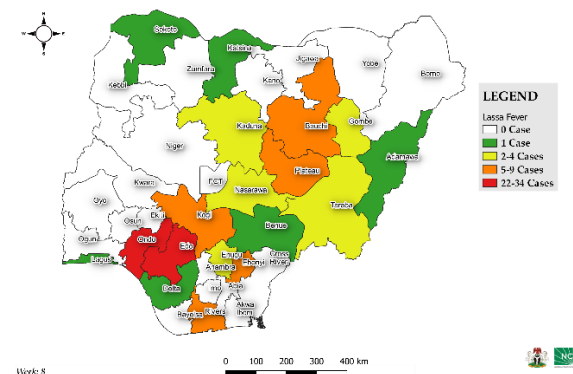 N
W
E
S
Sokoto
Katsina
Jigawa
Yobe
Borno
Zamfara
Kano
Kebbi
Kaduna
Bauchi
Gombe
Adamawa
Niger
Plateau
FCT
Kwara
Nasarawa
Taraba
Oyo
Ekiti
Kogi
Benue
Osun
Ogun
Ondo
Edo
Enugu
Ebonyi
Cross
River
Lagos
Anambra
Delta
Imo
Abia
Akwa
Ibom
Bayelsa
Rivers
LEGEND
Lassa Fever
0 Case
1 Case
2-4 Cases
5-9 Cases
22-34 Cases
0 100 200 300 400 km
Week 8
NC